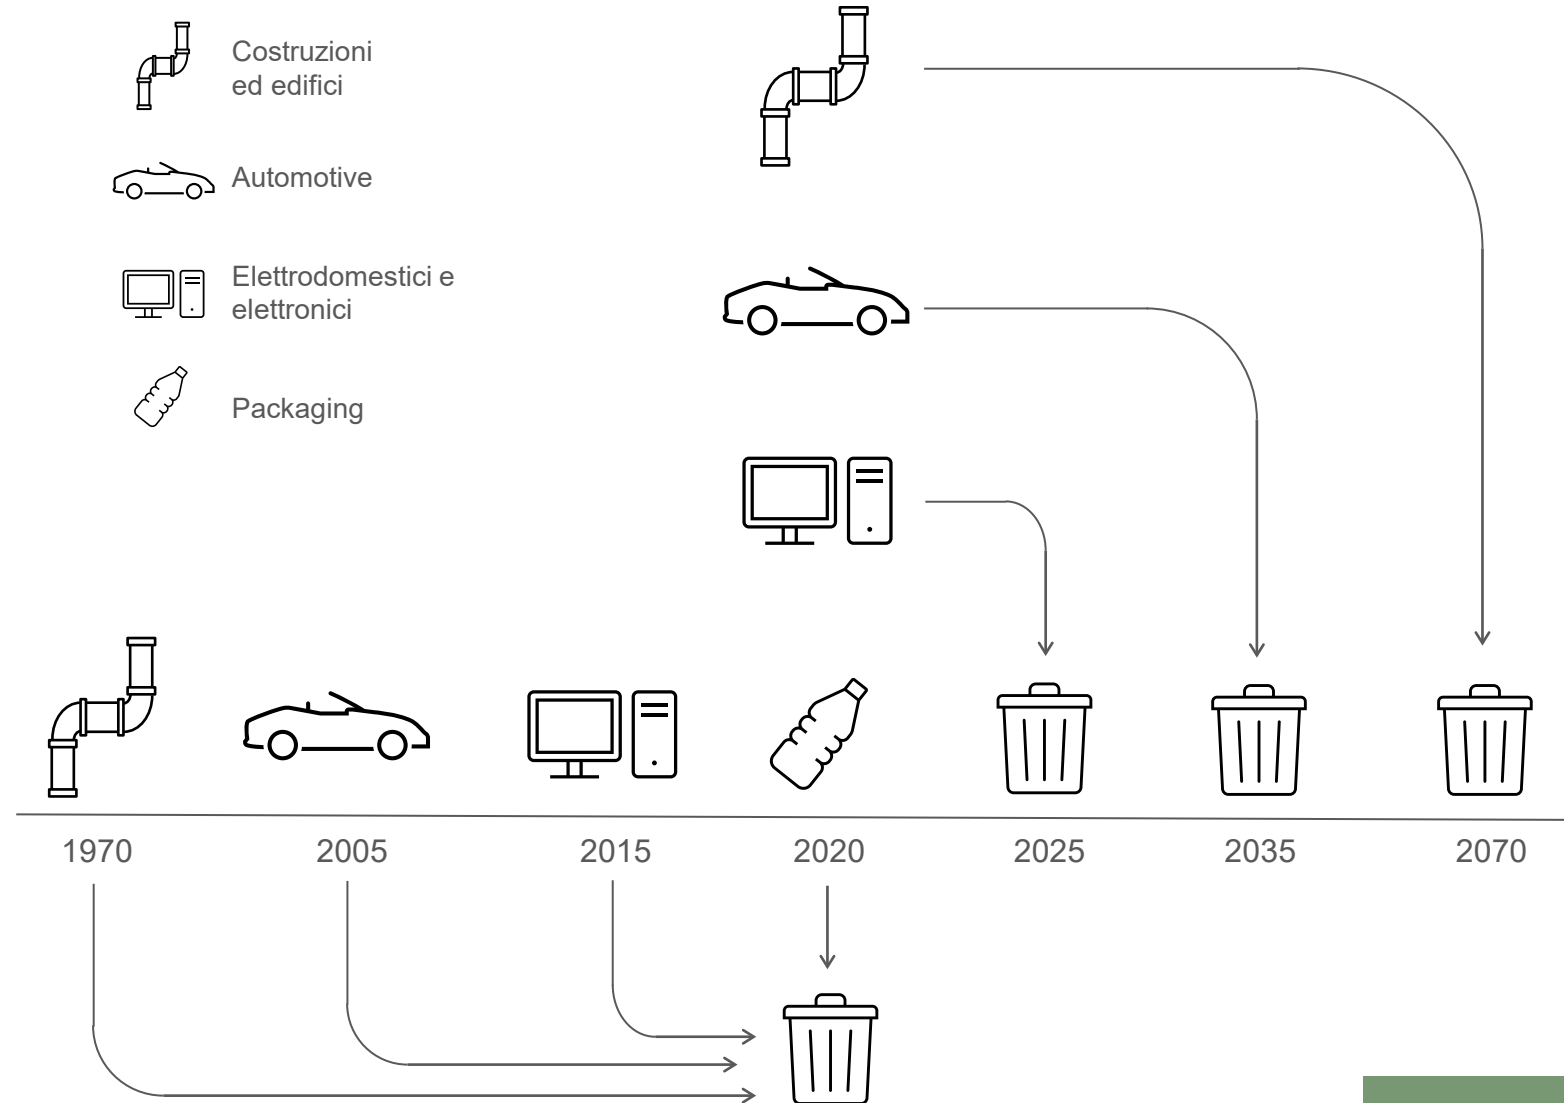 Costruzioni
ed edifici
Automotive
Elettrodomestici e
elettronici
Packaging
1970 2005 2015 2020 2025 2035 2070